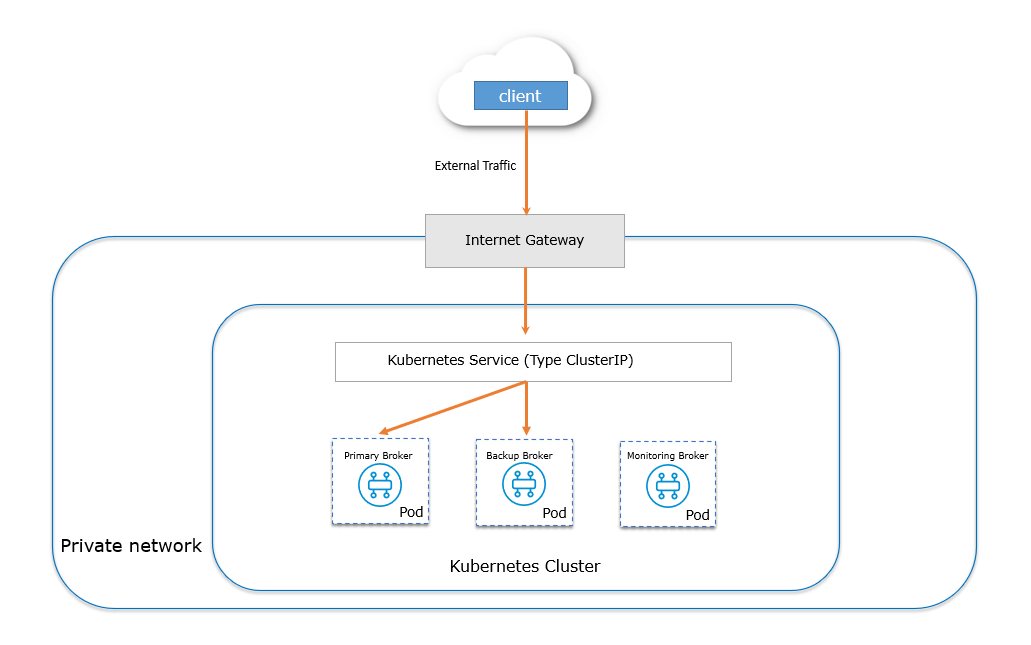 client
External Traffic
Internet Gateway
Kubernetes Service (Type ClusterIP)
Primary Broker
Pod
Backup Broker
Pod
Monitoring Broker
Pod
Private network
Kubernetes Cluster